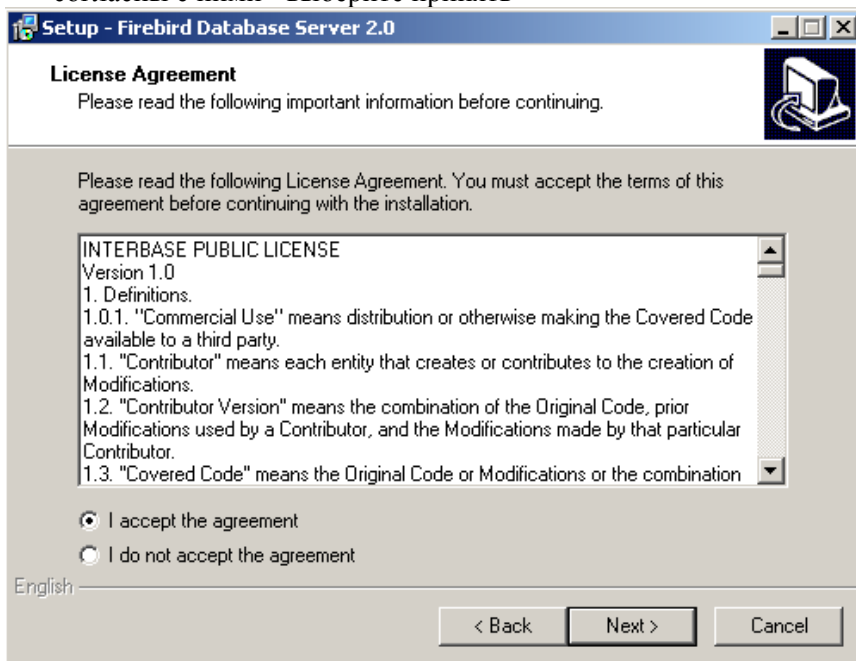 Setup - Firebird Database Server 2.0
License Agreement
Please read the following important information before continuing.
Please read the following License Agreement. You must accept the terms of this
agreement before continuing with the installation.
INTERBASE PUBLIC LICENSE
Version 1.0
1. Definitions.
1.0.1. "Commercial Use" means distribution or otherwise making the Covered Code
available to a third party.
1.1. "Contributor" means each entity that creates or contributes to the creation of
Modifications.
1.2. "Contributor Version" means the combination of the Original Code, prior
Modifications used by a Contributor, and the Modifications made by that particular
Contributor.
1.3. "Covered Code" means the Original Code or Modifications or the combination
I accept the agreement
I do not accept the agreement
English
< Back Next > Cancel